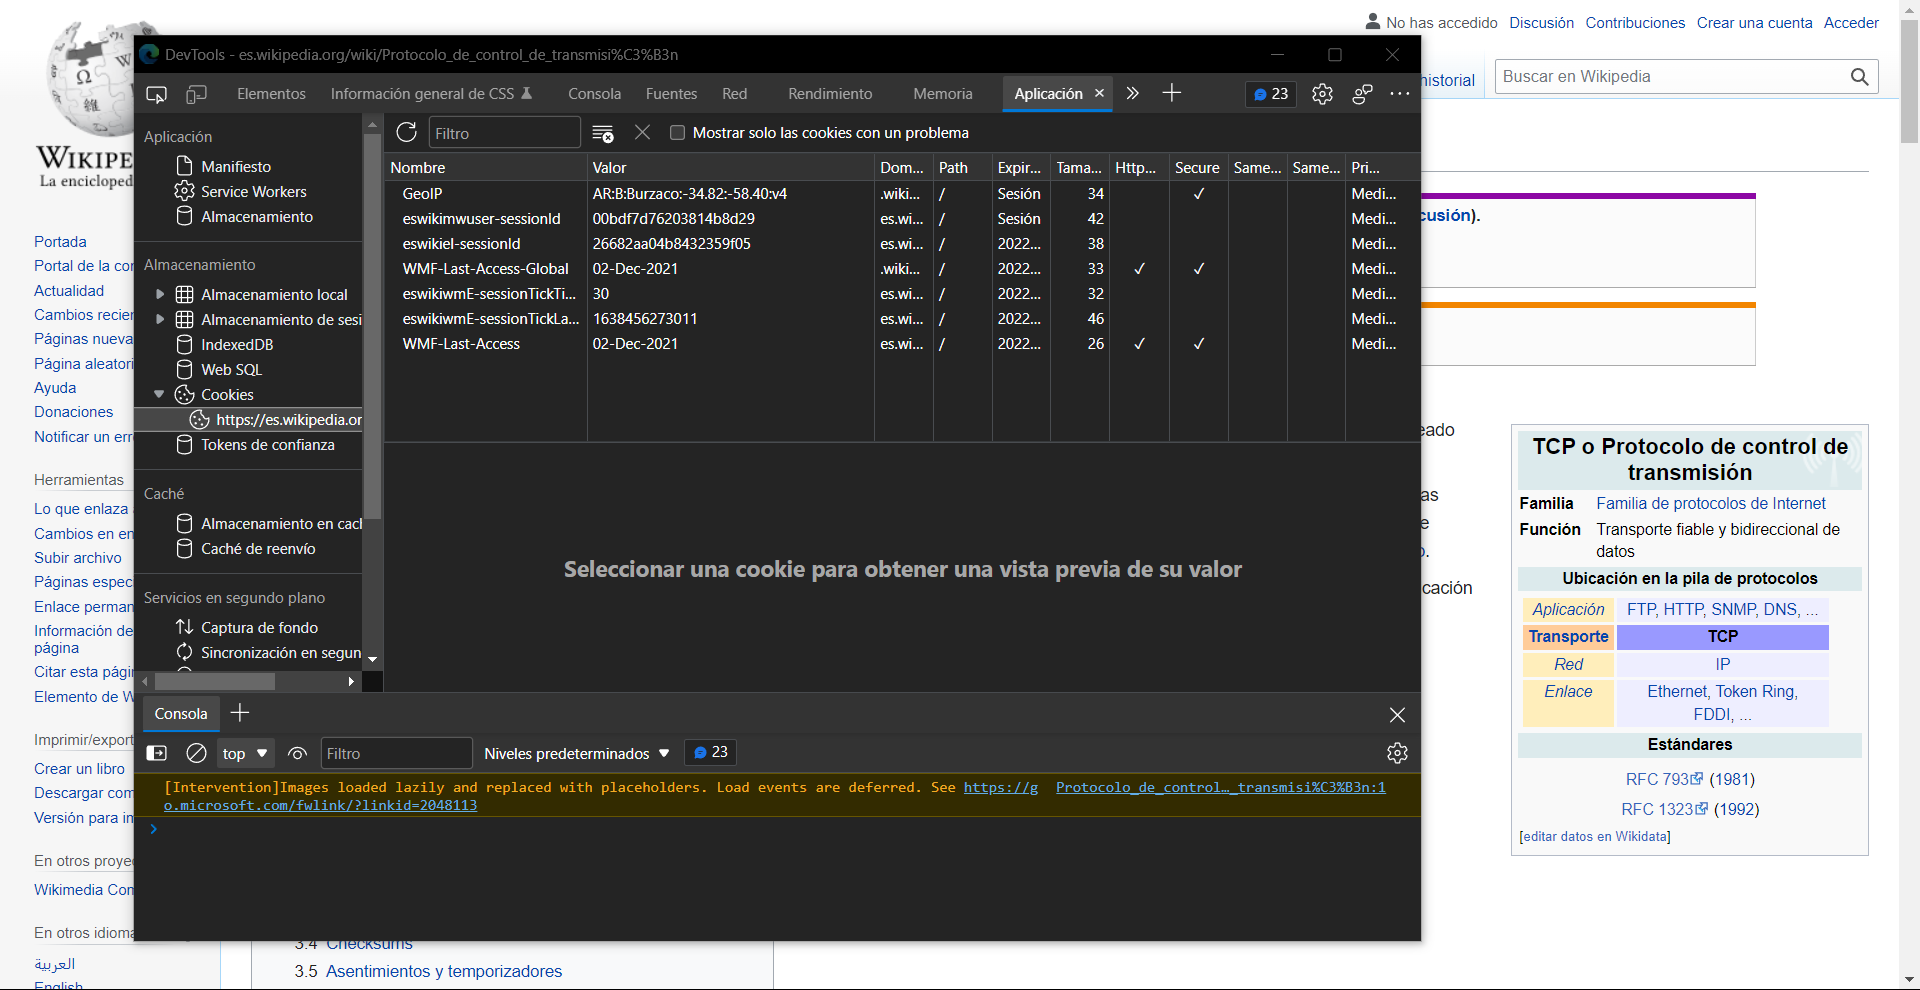 No has accedido Discusión Contribuciones Crear una cuenta Acceder
historial Buscar en Wikipedia
WIKIPE
La encicloped
DevTools - es.wikipedia.org/wiki/Protocolo_de_control_de_transmisi%C3%B3n
Elementos Información general de CSS Consola Fuentes Red Rendimiento Memoria Aplicación 23
Aplicación
Manifiesto
Service Workers
Almacenamiento
Almacenamiento
Almacenamiento local
Almacenamiento de sesi
IndexedDB
Web SQL
Cookies
https://es.wikipedia.or
Tokens de confianza
Caché
Almacenamiento en cac
Caché de reenvío
Servicios en segundo plano
Captura de fondo
Sincronización en segun
Filtro Mostrar solo las cookies con un problema
Nombre Valor Dom... Path Expir... Tama... Http... Secure Same... Same... Pri...
GeoIP AR:B:Burzaco:-34.82:-58.40:v4 .wiki... / Sesión 34 ✓ Medi...
eswikimwuser-sessionId 00bdf7d76203814b8d29 es.wi... / Sesión 42 Medi...
eswikiel-sessionId 26682aa04b8432359f05 es.wi... / 2022... 38 Medi...
WMF-Last-Access-Global 02-Dec-2021 .wiki... / 2022... 33 ✓ ✓ Medi...
eswikiwmE-sessionTickTi... 30 es.wi... / 2022... 32 Medi...
eswikiwmE-sessionTickLa... 1638456273011 es.wi... / 2022... 46 Medi...
WMF-Last-Access 02-Dec-2021 es.wi... / 2022... 26 ✓ ✓ Medi...
Seleccionar una cookie para obtener una vista previa de su valor
Consola
top Filtro Niveles predeterminados 23
[Intervention]Images loaded lazily and replaced with placeholders. Load events are deferred. See https://g Protocolo_de_control…_transmisi%C3%B3n:1
o.microsoft.com/fwlink/?linkid=2048113
Portada
Portal de la cor
Actualidad
Cambios recier
Páginas nueva
Página aleatori
Ayuda
Donaciones
Notificar un err
Herramientas
Lo que enlaza
Cambios en en
Subir archivo
Páginas espec
Enlace perman
Información de
página
Citar esta págir
Elemento de W
Imprimir/export
Crear un libro
Descargar com
Versión para in
En otros proye
Wikimedia Con
En otros idioma
العربية
English
3.4 Checksums
3.5 Asentimientos y temporizadores
cusión).
eado
as
e
o.
cación
TCP o Protocolo de control de
transmisión
Familia Familia de protocolos de Internet
Función Transporte fiable y bidireccional de
datos
Ubicación en la pila de protocolos
Aplicación FTP, HTTP, SNMP, DNS, ...
Transporte TCP
Red IP
Enlace Ethernet, Token Ring,
FDDI, ...
Estándares
RFC 793 (1981)
RFC 1323 (1992)
[editar datos en Wikidata]